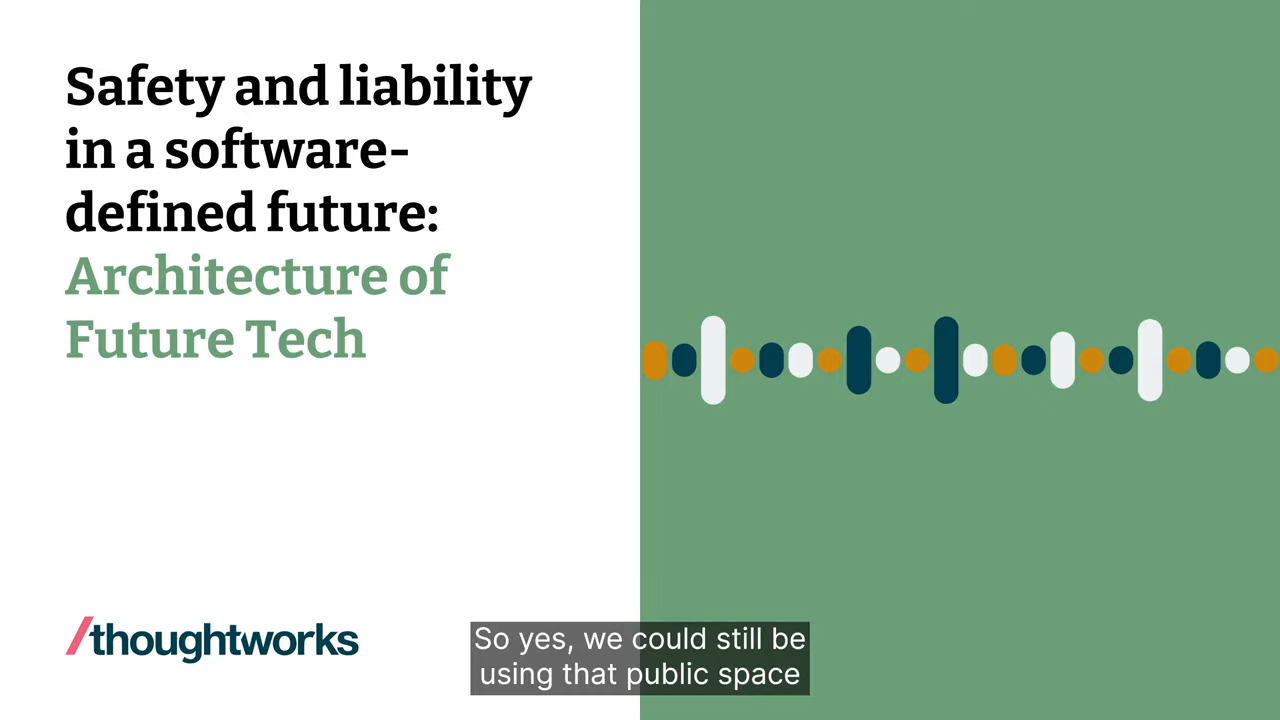 Safety and liability
in a software-
defined future:
Architecture of
Future Tech
/thoughtworks
So yes, we could still be
using that public space